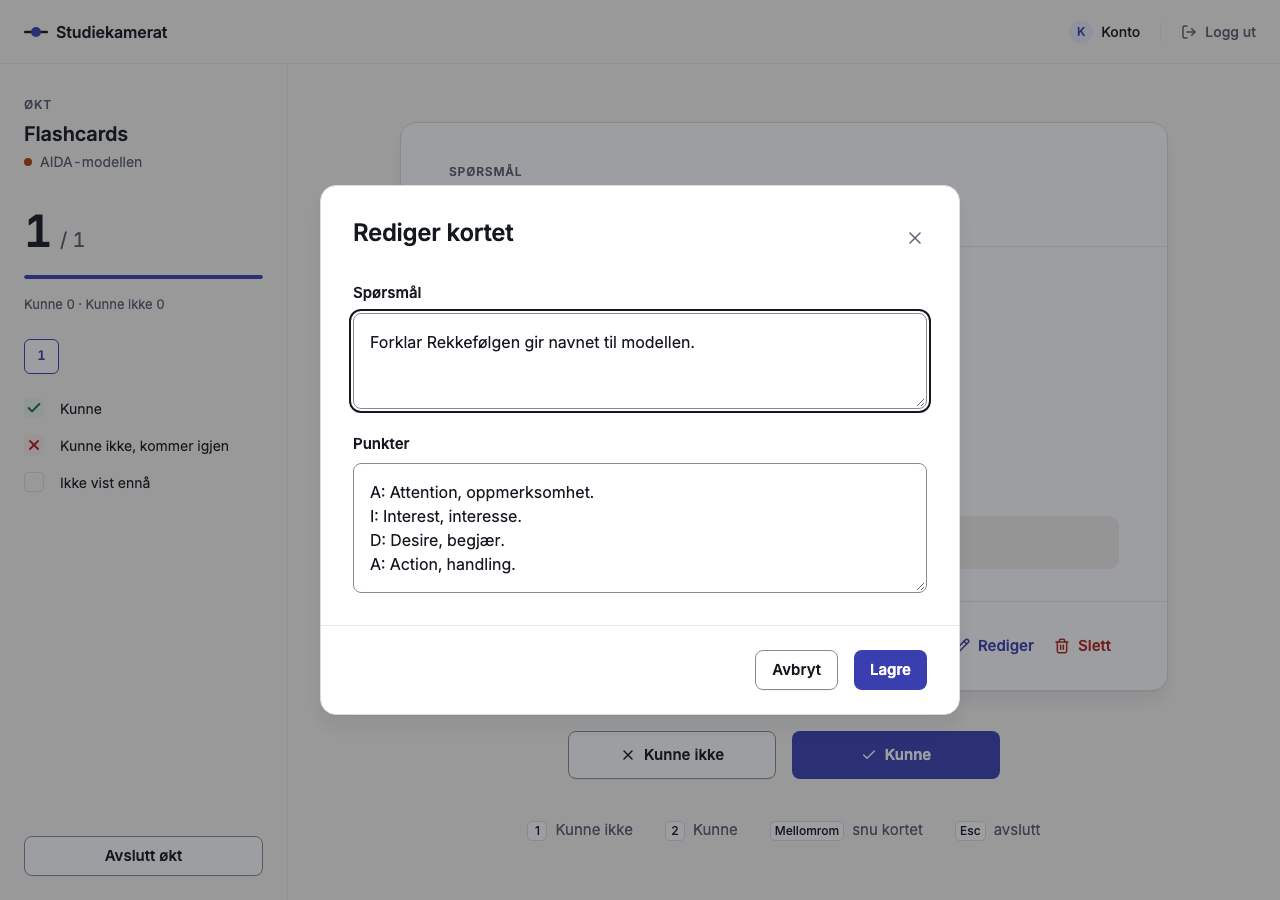 Studiekamerat
K Konto
Logg ut
ØKT
Flashcards
AIDA-modellen
1 / 1
Kunne 0 · Kunne ikke 0
1
Kunne
Kunne ikke, kommer igjen
Ikke vist ennå
Avslutt økt
SPØRSMÅL
Rediger kortet
Spørsmål
Forklar Rekkefølgen gir navnet til modellen.
Punkter
A: Attention, oppmerksomhet.
I: Interest, interesse.
D: Desire, begjær.
A: Action, handling.
Avbryt
Lagre
Rediger
Slett
Kunne ikke
Kunne
1 Kunne ikke
2 Kunne
Mellomrom snu kortet
Esc avslutt